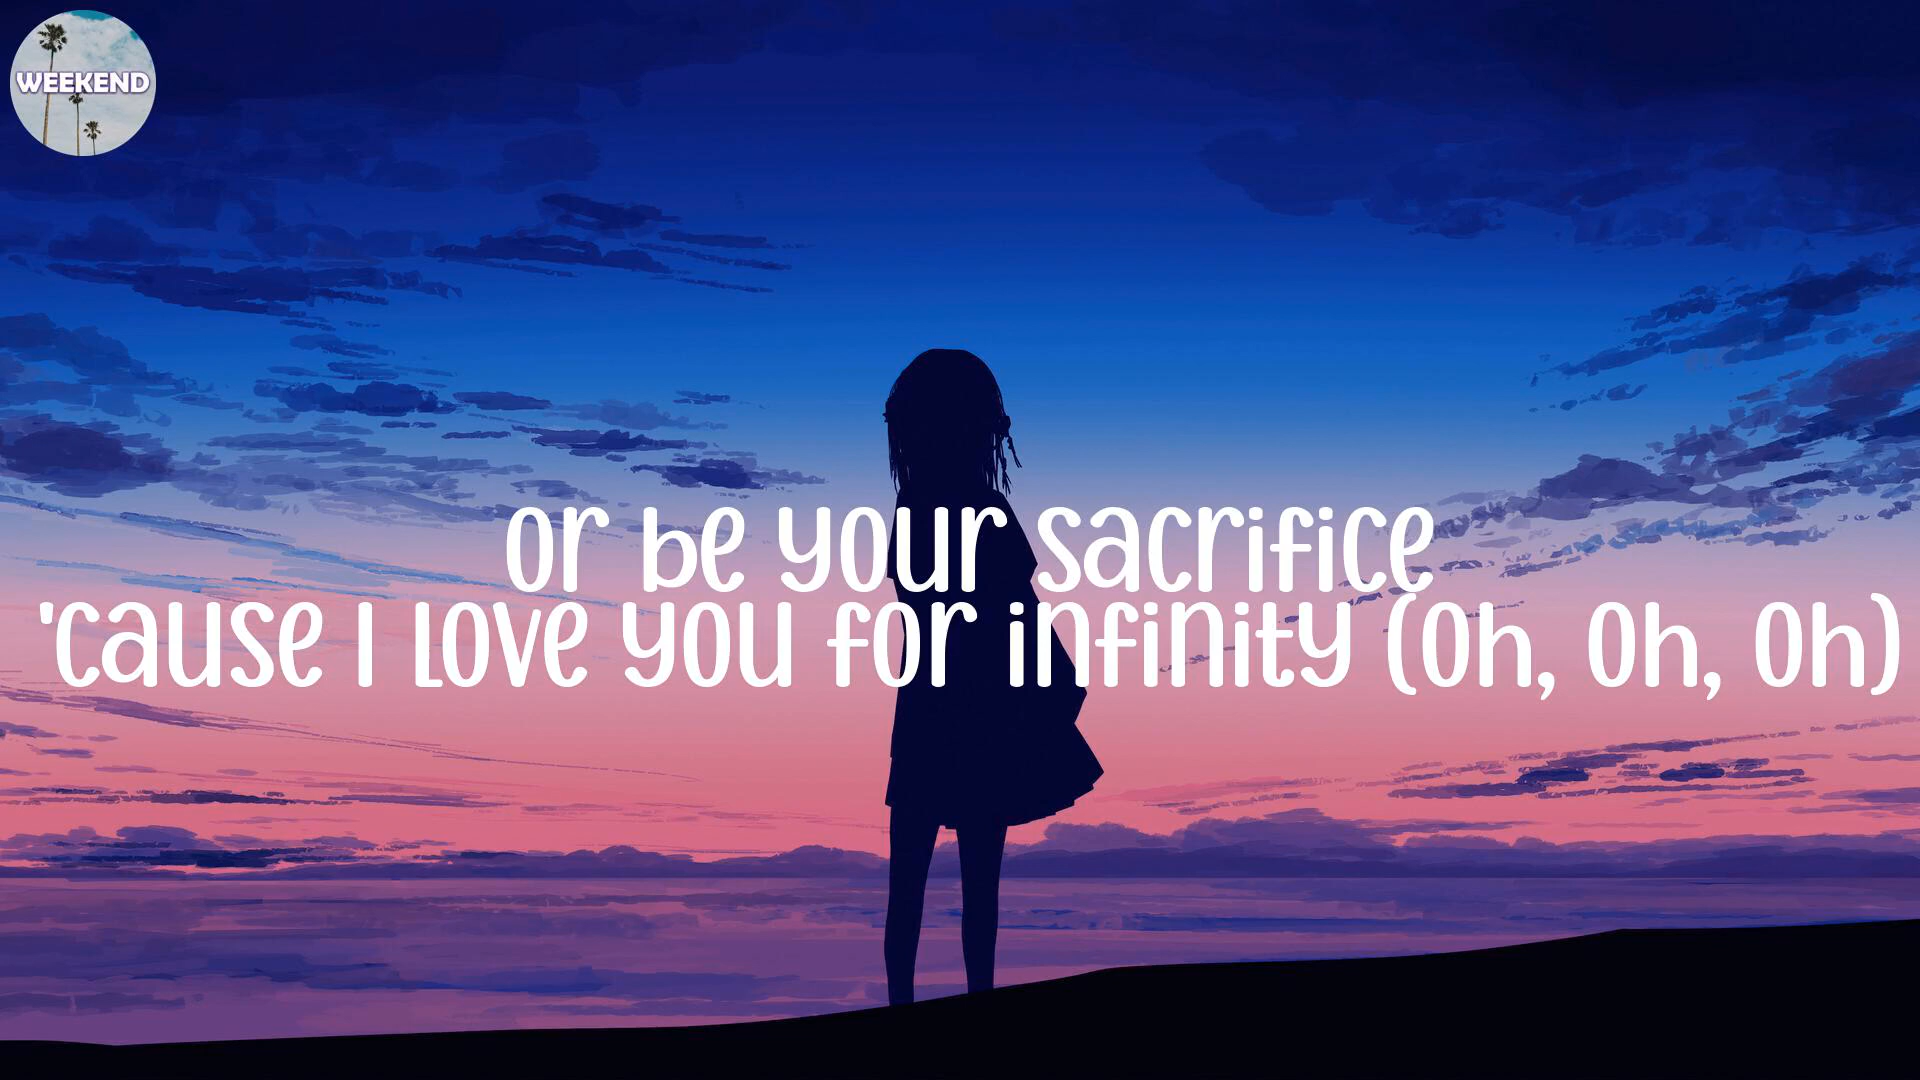 WEEKEND
or be your sacrifice
'cause I love you for infinity (Oh, Oh, Oh)